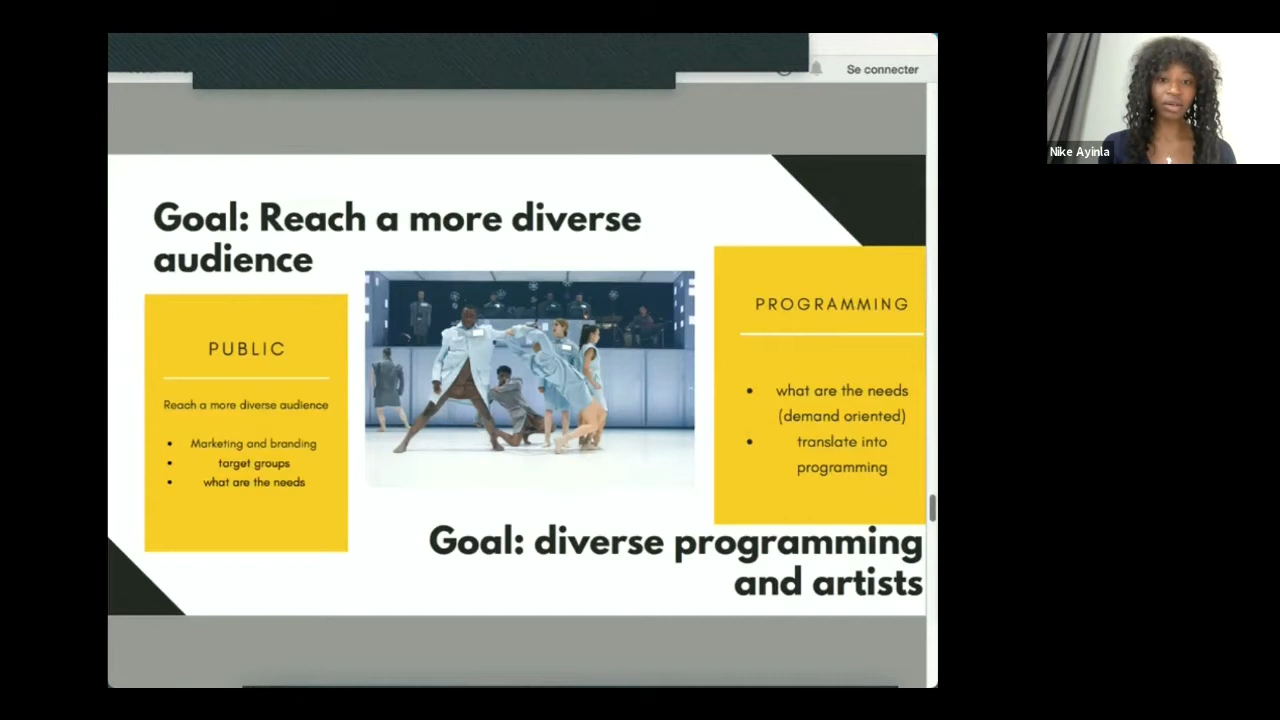 Se connecter
Goal: Reach a more diverse
audience
PUBLIC
Reach a more diverse audience
Marketing and branding
target groups
what are the needs
PROGRAMMING
what are the needs
(demand oriented)
translate into
programming
Goal: diverse programming
and artists
Nike Ayinla